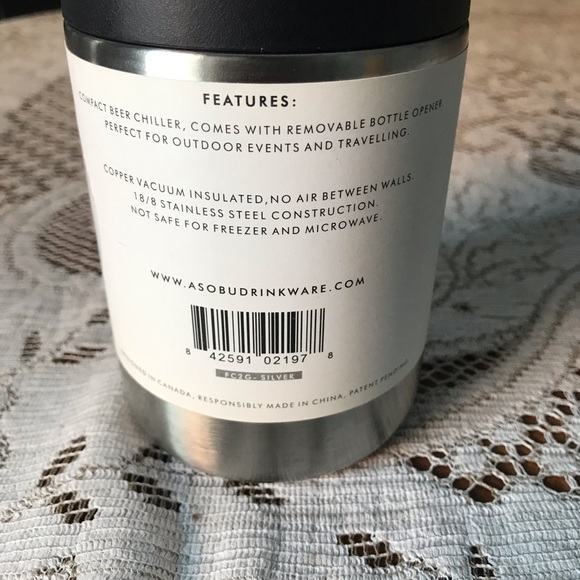 FEATURES:
COMPACT BEER CHILLER, COMES WITH REMOVABLE BOTTLE OPENER
PERFECT FOR OUTDOOR EVENTS AND TRAVELLING.
COPPER VACUUM INSULATED, NO AIR BETWEEN WALLS.
18/8 STAINLESS STEEL CONSTRUCTION.
NOT SAFE FOR FREEZER AND MICROWAVE.
WWW.ASOBUDRINKWARE.COM
8 42591 02197 8
FC2G- SILVER
DESIGNED IN CANADA, RESPONSIBLY MADE IN CHINA, PATENT PENDING